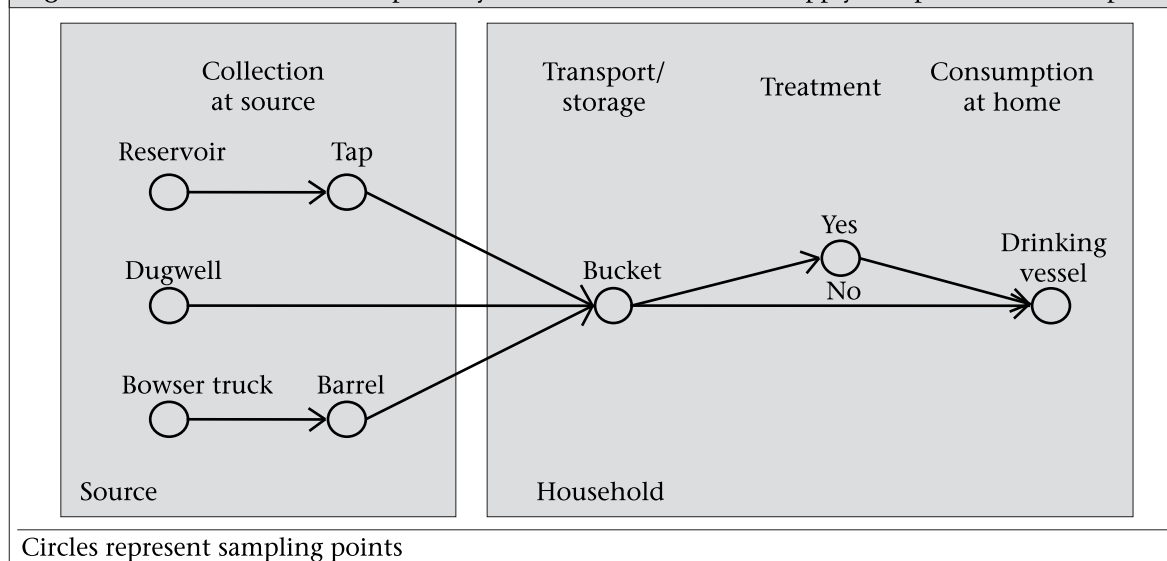 Collection
at source
Reservoir
Tap
Dugwell
Bowser truck
Barrel
Source
Transport/
storage
Treatment
Consumption
at home
Bucket
Yes
No
Drinking
vessel
Household
Circles represent sampling points